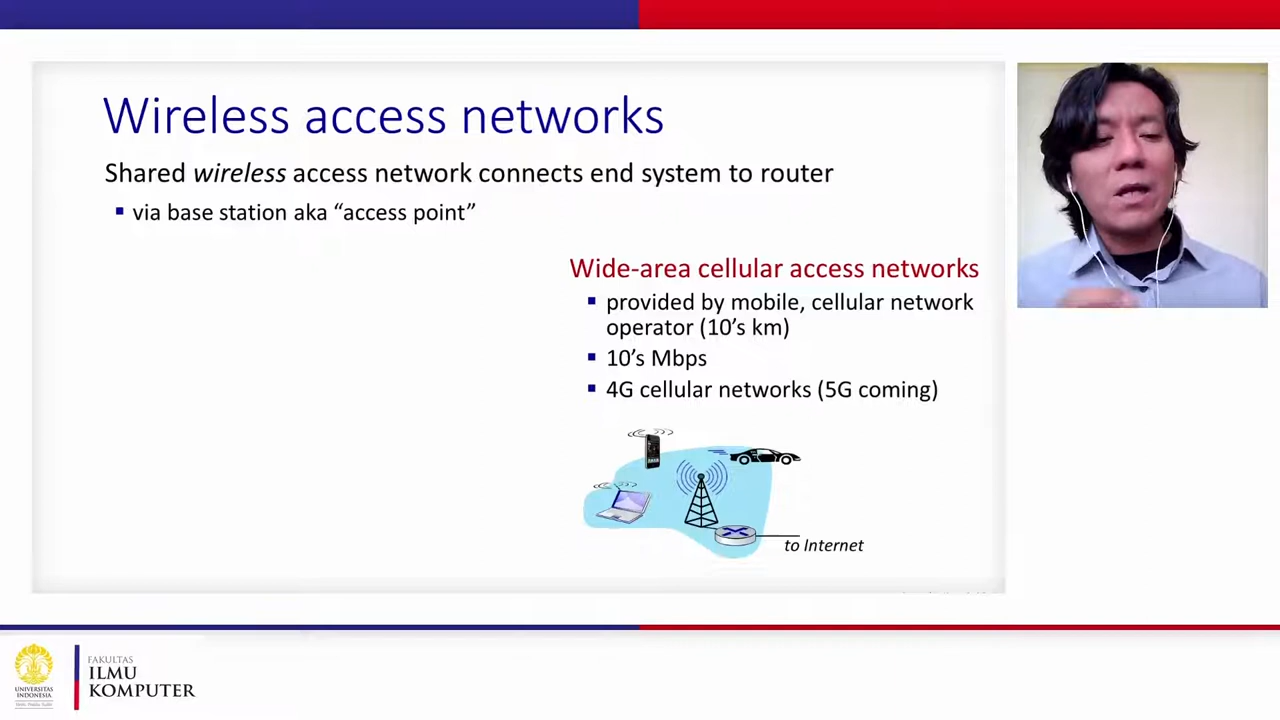 Wireless access networks
Shared wireless access network connects end system to router
▪ via base station aka “access point”
Wide-area cellular access networks
▪ provided by mobile, cellular network
operator (10’s km)
▪ 10’s Mbps
▪ 4G cellular networks (5G coming)
to Internet
UNIVERSITAS
INDONESIA
FAKULTAS
ILMU
KOMPUTER